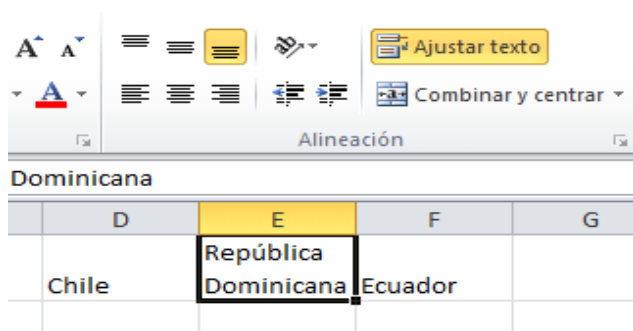 A A Ajustar texto
A Combinar y centrar
Alineación
Dominicana
D E F G
República
Chile Dominicana Ecuador